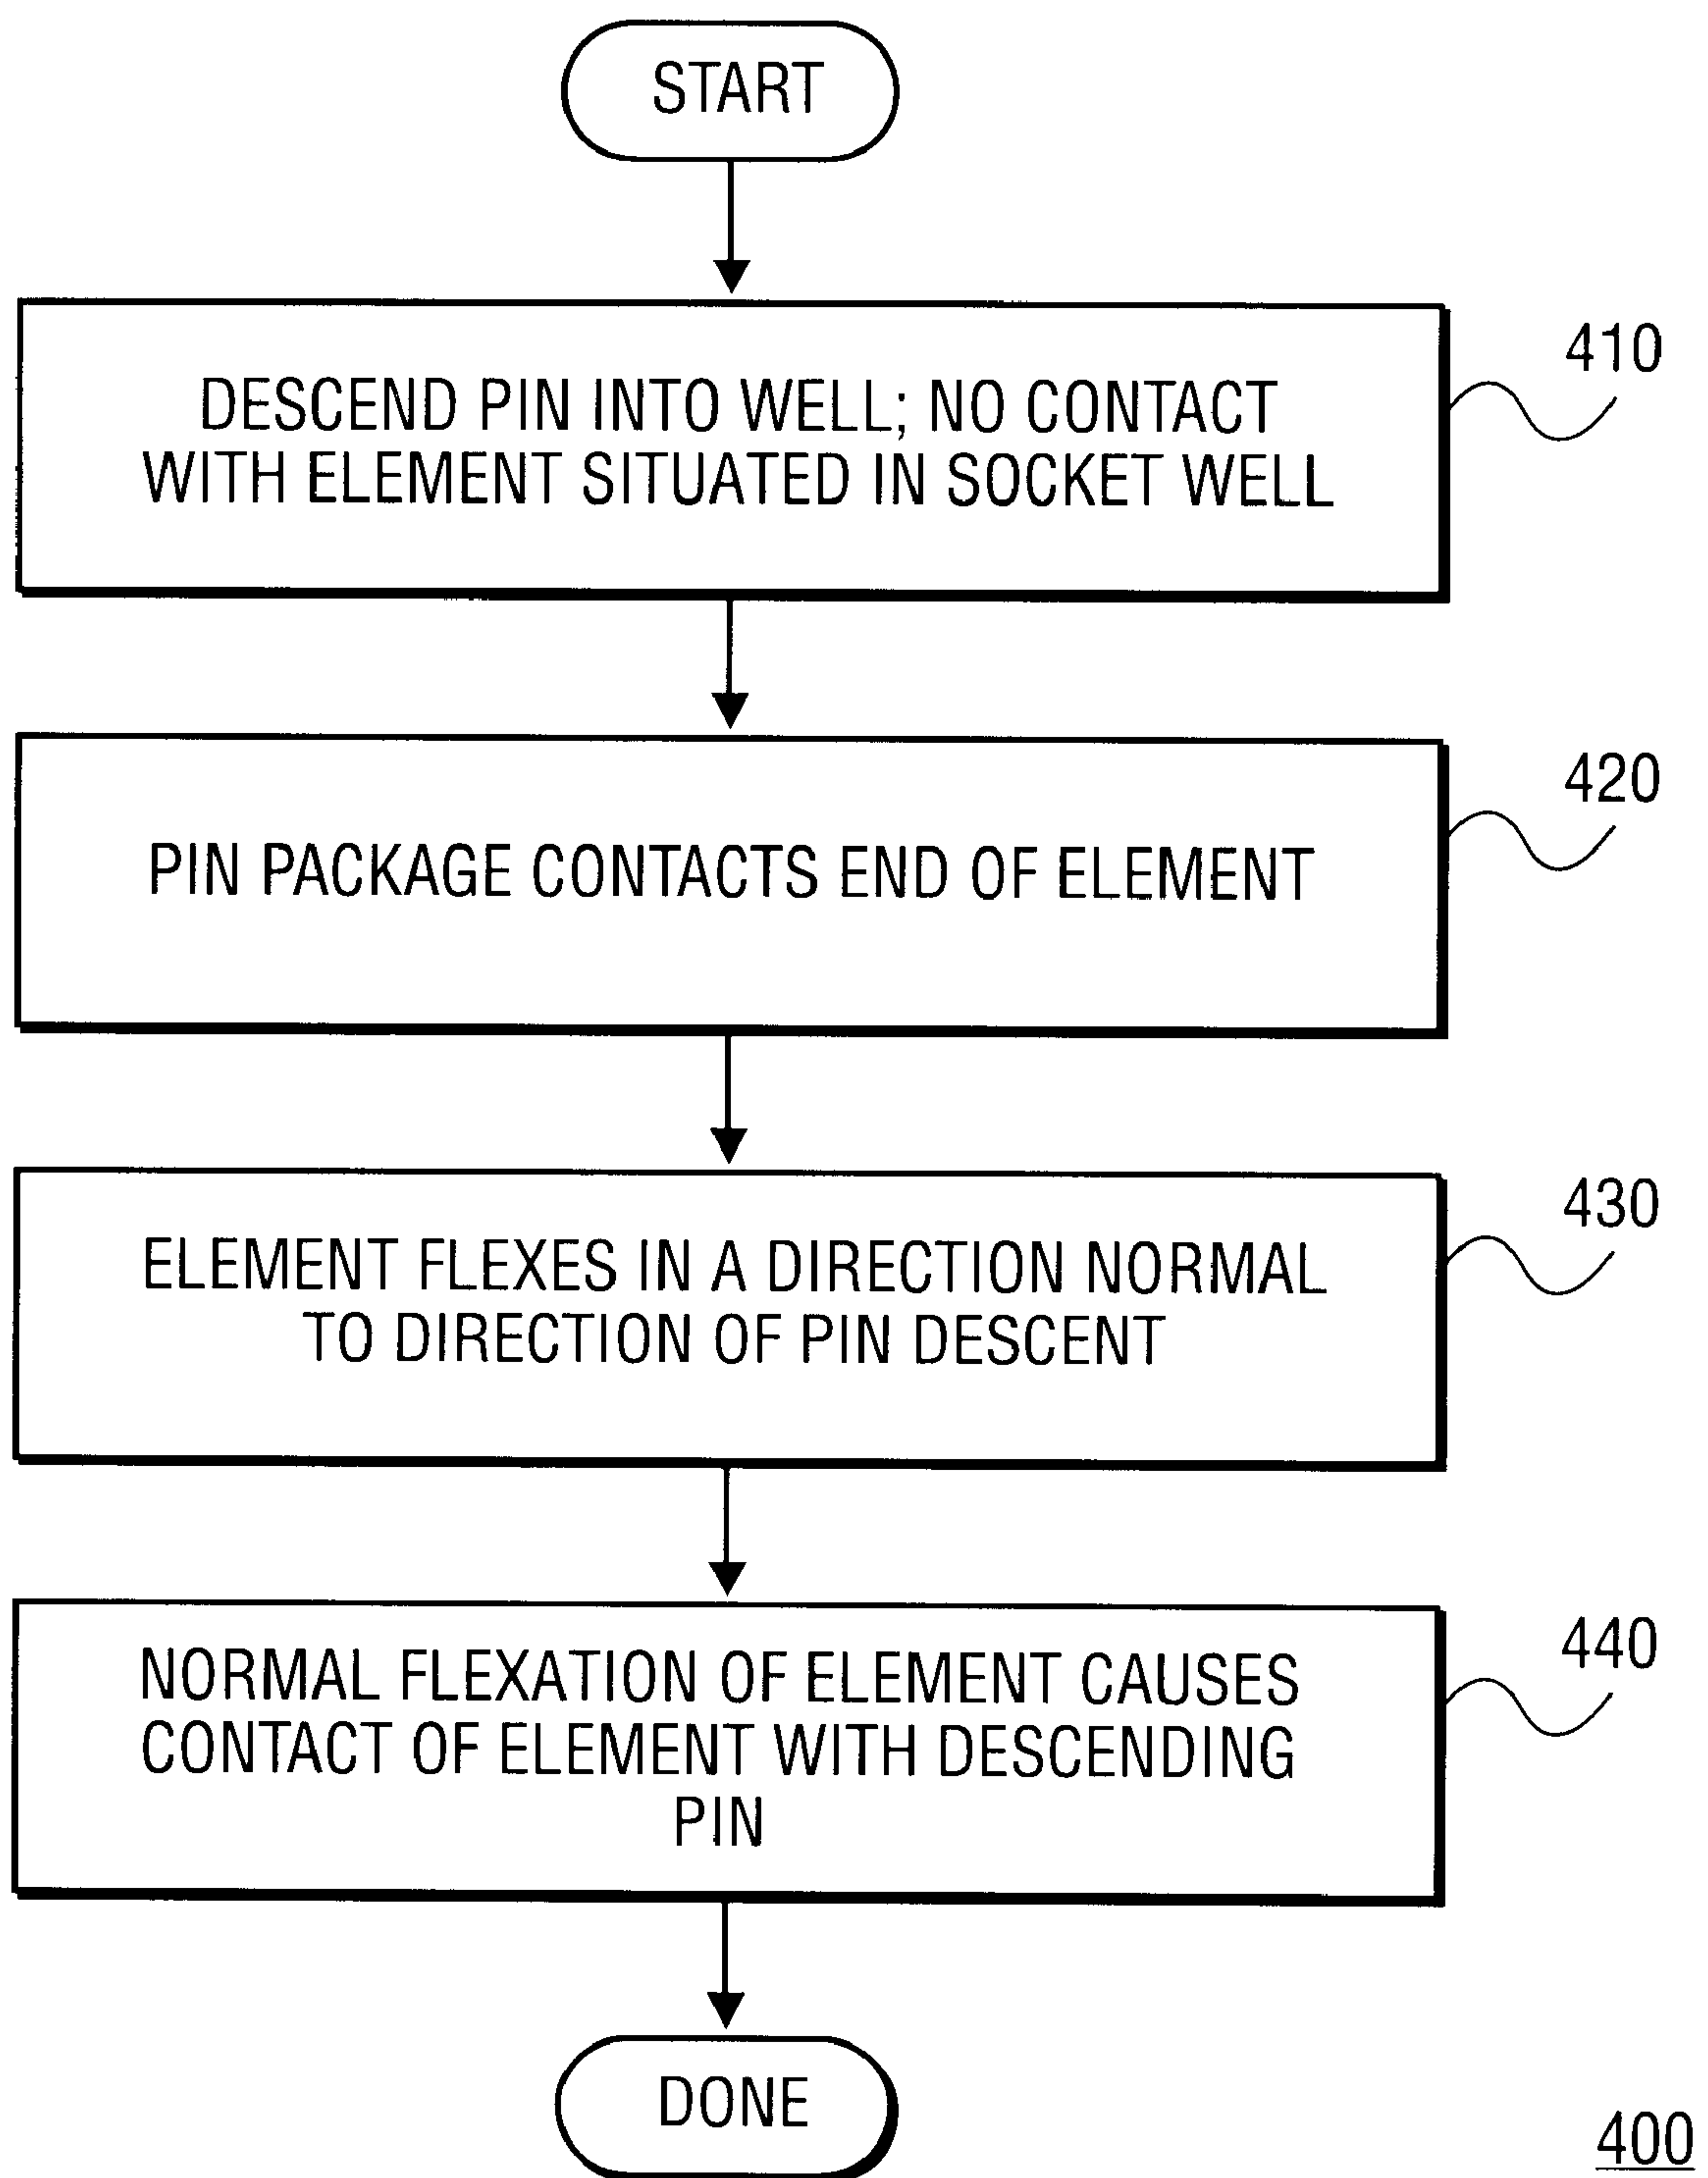 START
DESCEND PIN INTO WELL; NO CONTACT
WITH ELEMENT SITUATED IN SOCKET WELL
410
PIN PACKAGE CONTACTS END OF ELEMENT
420
ELEMENT FLEXES IN A DIRECTION NORMAL
TO DIRECTION OF PIN DESCENT
430
NORMAL FLEXATION OF ELEMENT CAUSES
CONTACT OF ELEMENT WITH DESCENDING
PIN
440
DONE
400